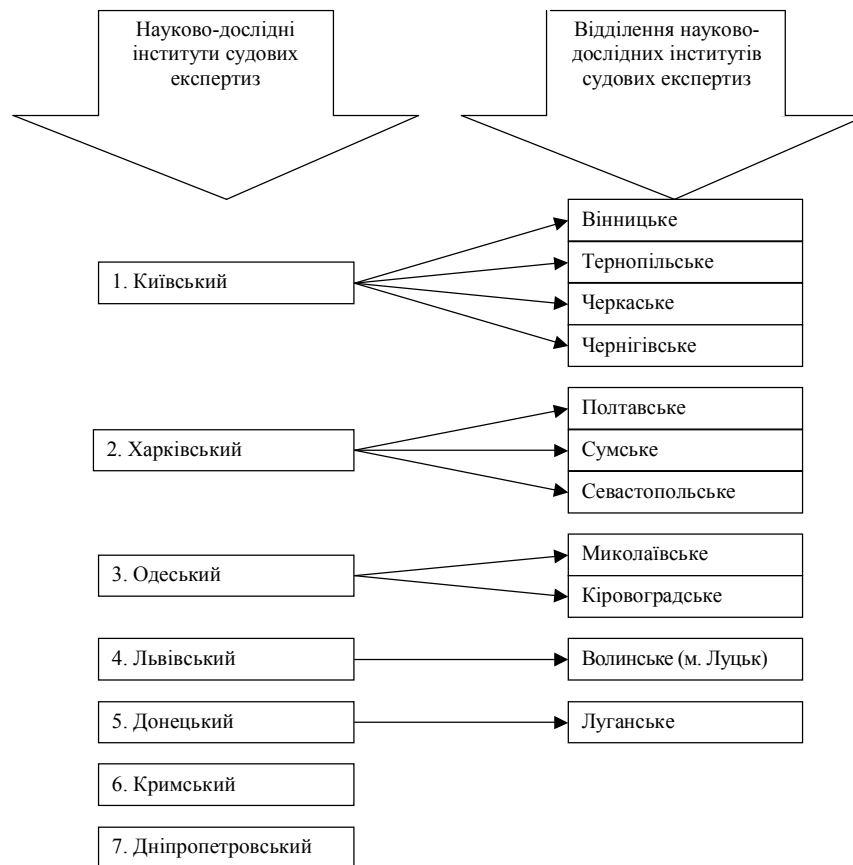 Науково-дослідні
інститути судових
експертиз
Відділення науково-
дослідних інститутів
судових експертиз
1. Київський
Вінницьке
Тернопільське
Черкаське
Чернігівське
2. Харківський
Полтавське
Сумське
Севастопольське
3. Одеський
Миколаївське
Кіровоградське
4. Львівський
Волинське (м. Луцьк)
5. Донецький
Луганське
6. Кримський
7. Дніпропетровський